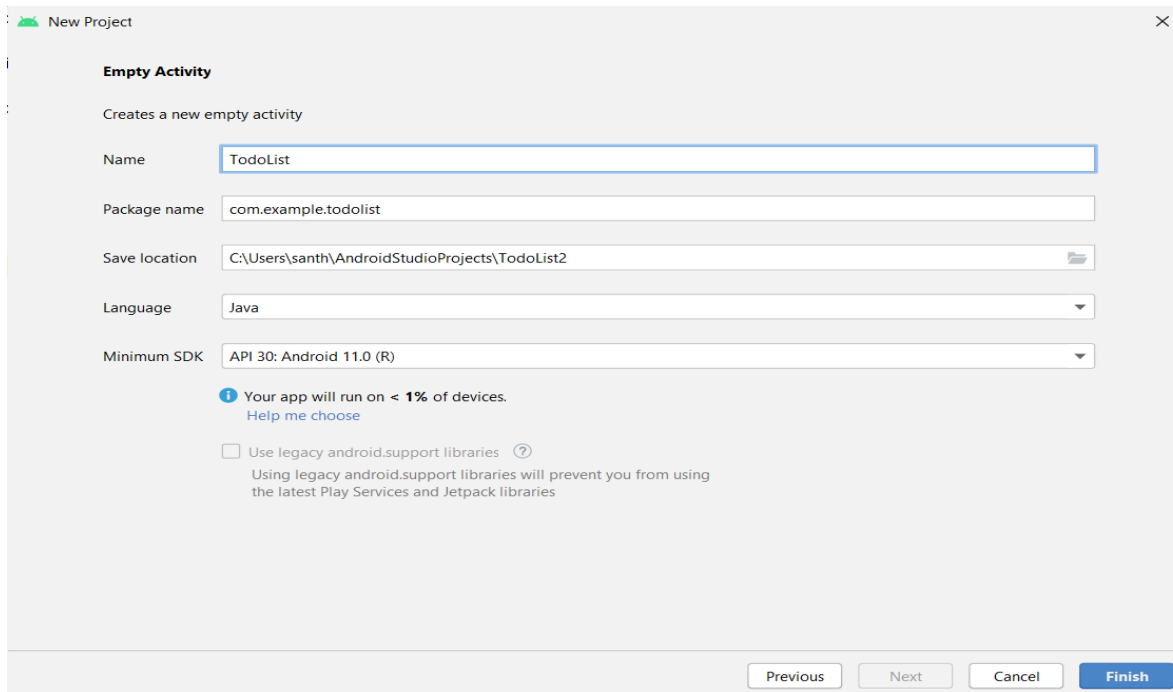 New Project
Empty Activity
Creates a new empty activity
Name TodoList
Package name com.example.todolist
Save location C:\Users\santh\AndroidStudioProjects\TodoList2
Language Java
Minimum SDK API 30: Android 11.0 (R)
Your app will run on < 1% of devices.
Help me choose
Use legacy android.support libraries ?
Using legacy android.support libraries will prevent you from using
the latest Play Services and Jetpack libraries
Previous Next Cancel Finish